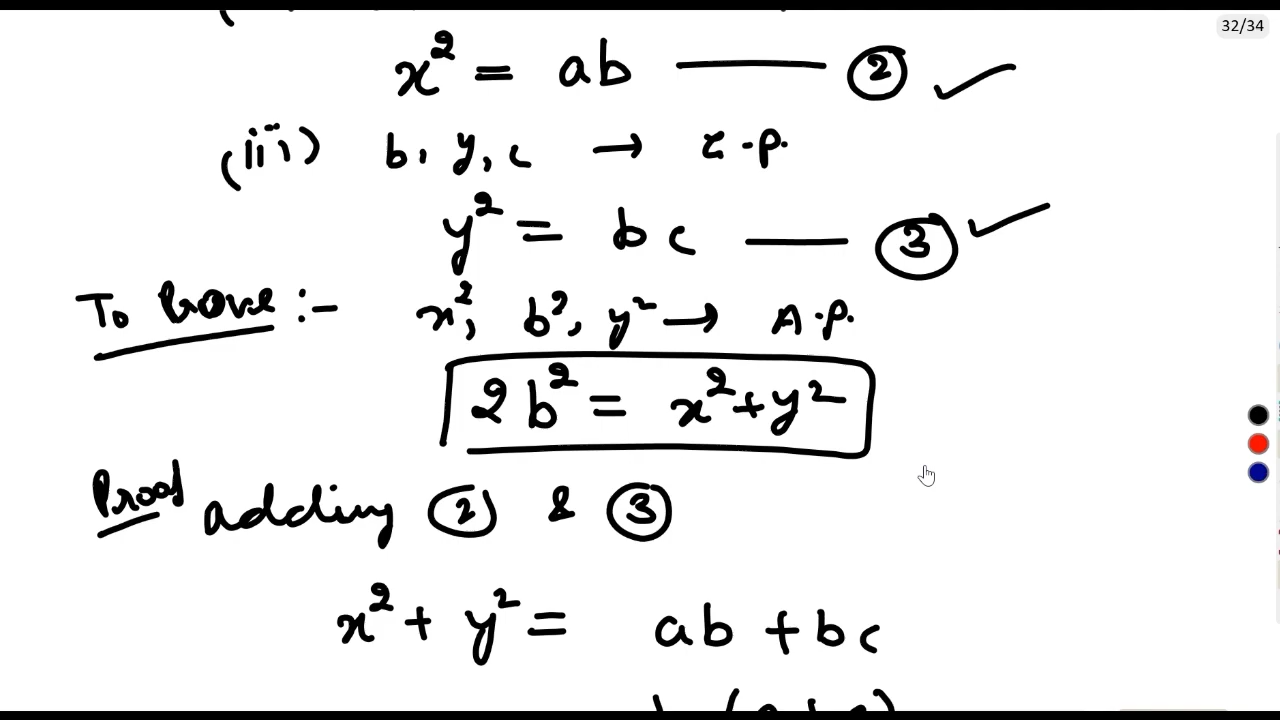 32/34
x² = ab —— ②
(iii) b, y, c → G.P.
y² = bc —— ③
To Prove :- x², b², y² → A.P.
2b² = x² + y²
Proof adding ② & ③
x² + y² = ab + bc